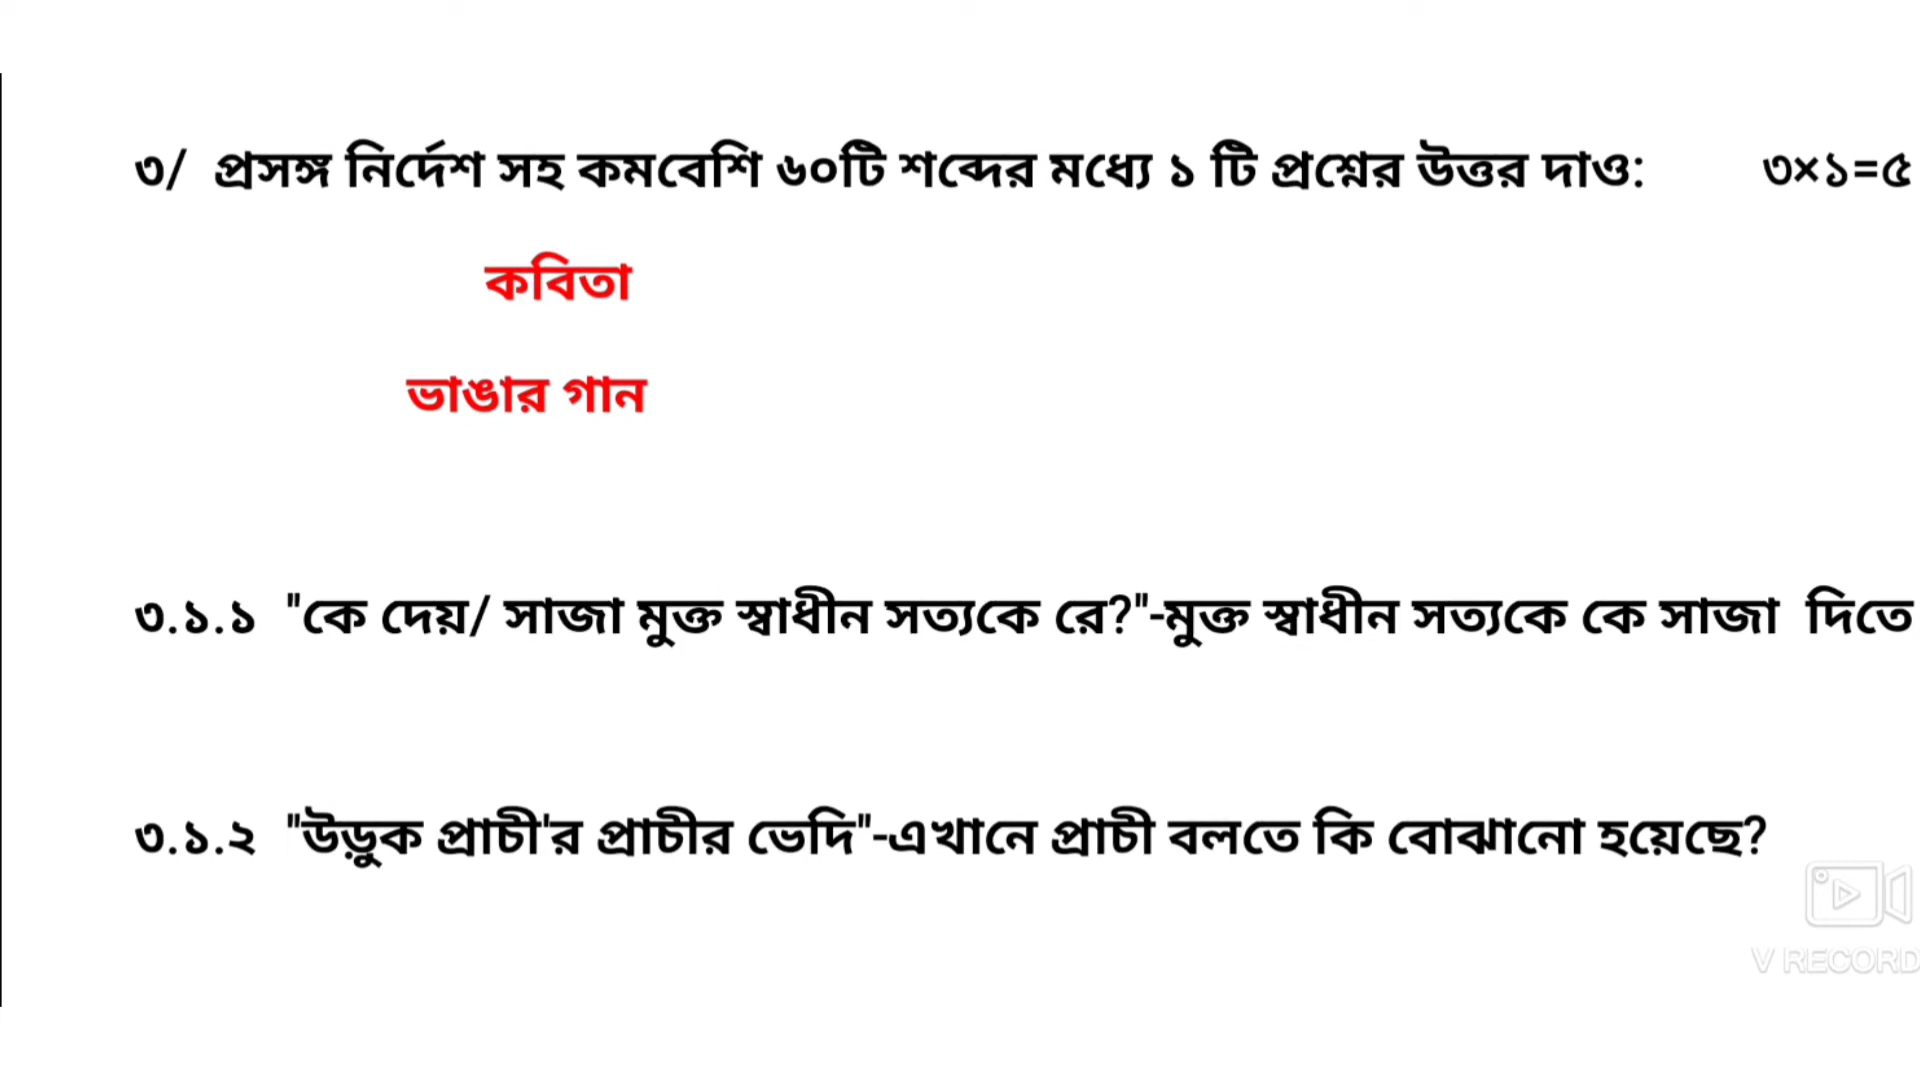 ৩/ প্রসঙ্গ নির্দেশ সহ কমবেশি ৬০টি শব্দের মধ্যে ১ টি প্রশ্নের উত্তর দাও: ৩×১=৫
কবিতা
ভাঙার গান
৩.১.১ "কে দেয়/ সাজা মুক্ত স্বাধীন সত্যকে রে?"-মুক্ত স্বাধীন সত্যকে কে সাজা দিতে
৩.১.২ "উড়ুক প্রাচী'র প্রাচীর ভেদি"-এখানে প্রাচী বলতে কি বোঝানো হয়েছে?
V RECORD